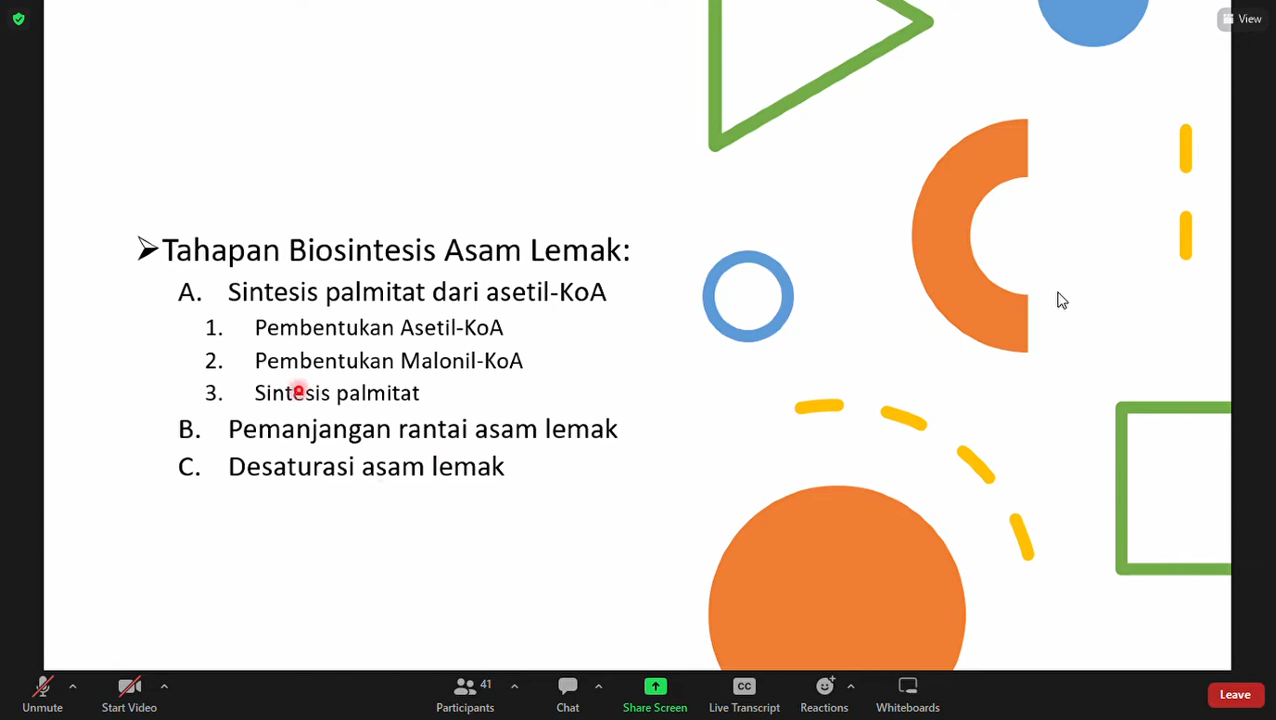 View
➢Tahapan Biosintesis Asam Lemak:
A. Sintesis palmitat dari asetil-KoA
1. Pembentukan Asetil-KoA
2. Pembentukan Malonil-KoA
3. Sintesis palmitat
B. Pemanjangan rantai asam lemak
C. Desaturasi asam lemak
41
CC
Unmute Start Video Participants Chat Share Screen Live Transcript Reactions Whiteboards Leave